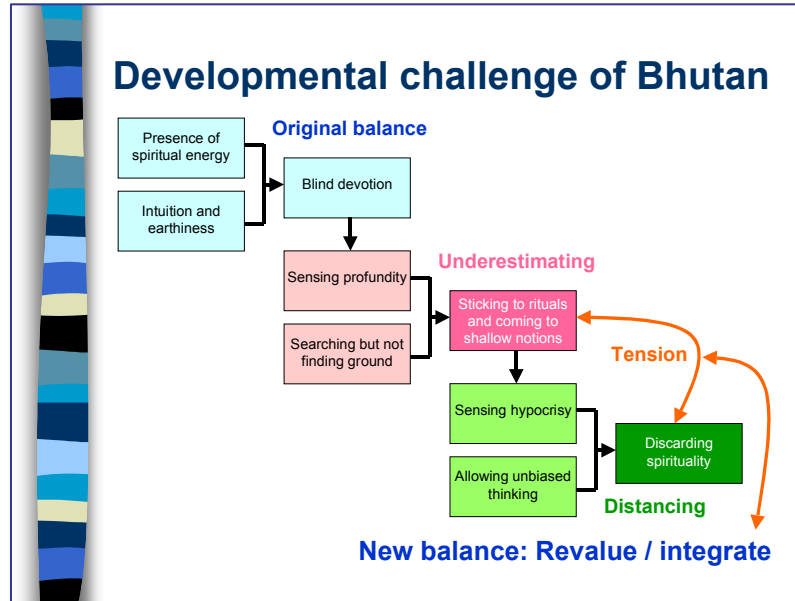 Developmental challenge of Bhutan
Original balance
Presence of
spiritual energy
Intuition and
earthiness
Blind devotion
Sensing profundity
Searching but not
finding ground
Underestimating
Sticking to rituals
and coming to
shallow notions
Tension
Sensing hypocrisy
Allowing unbiased
thinking
Discarding
spirituality
Distancing
New balance: Revalue / integrate